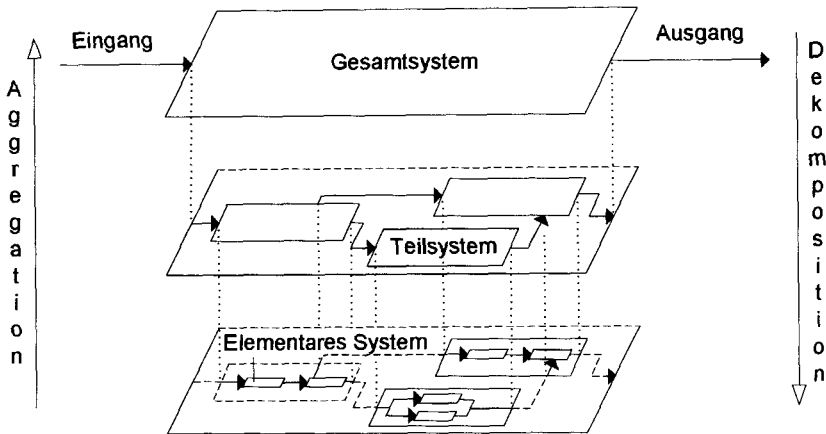 Eingang
Ausgang
Gesamtsystem
Aggregation
Dekomposition
Teilsystem
Elementares System